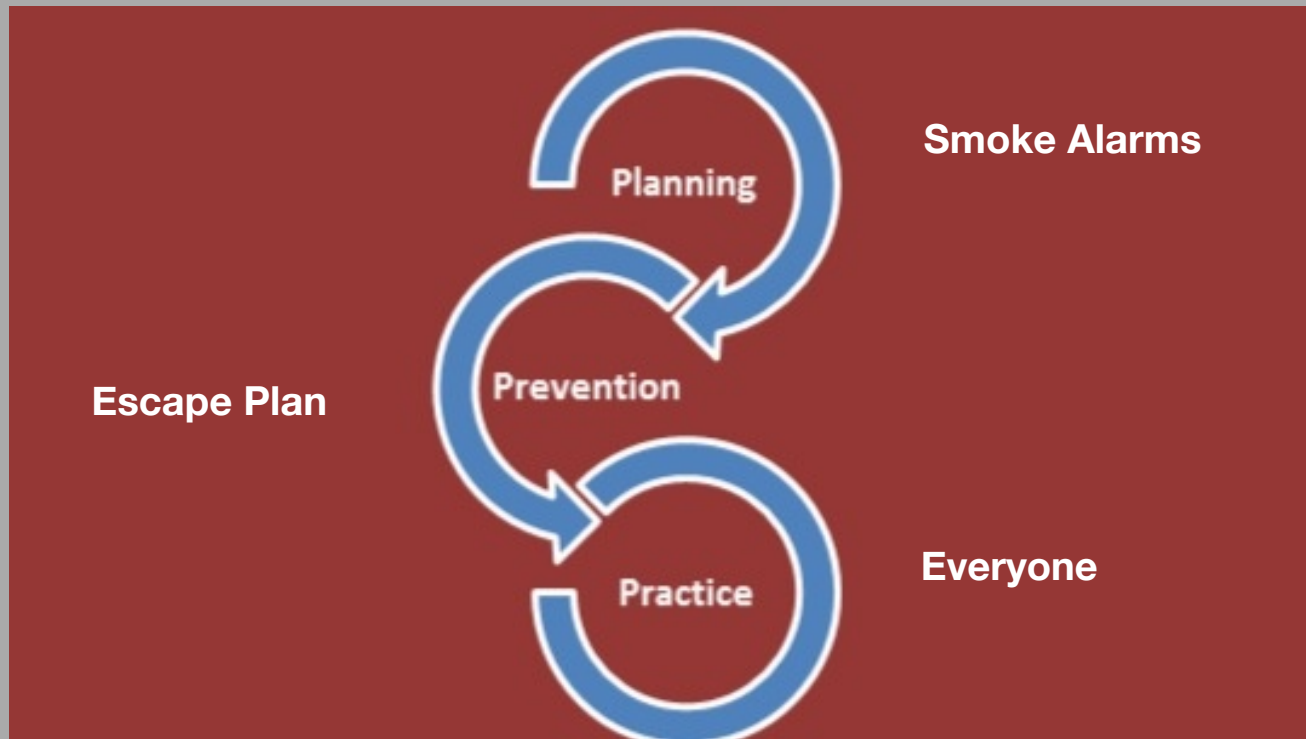 Smoke Alarms
Planning
Prevention
Escape Plan
Everyone
Practice